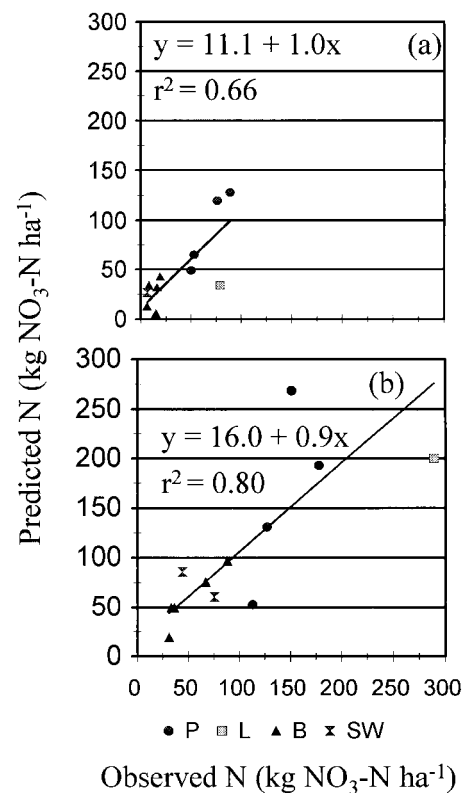 300
250
200
150
100
50
0
y = 11.1 + 1.0x
(a)
r² = 0.66
Predicted N (kg NO₃-N ha⁻¹)
300
250
200
150
100
50
0
(b)
y = 16.0 + 0.9x
r² = 0.80
0 50 100 150 200 250 300
P L B SW
Observed N (kg NO₃-N ha⁻¹)